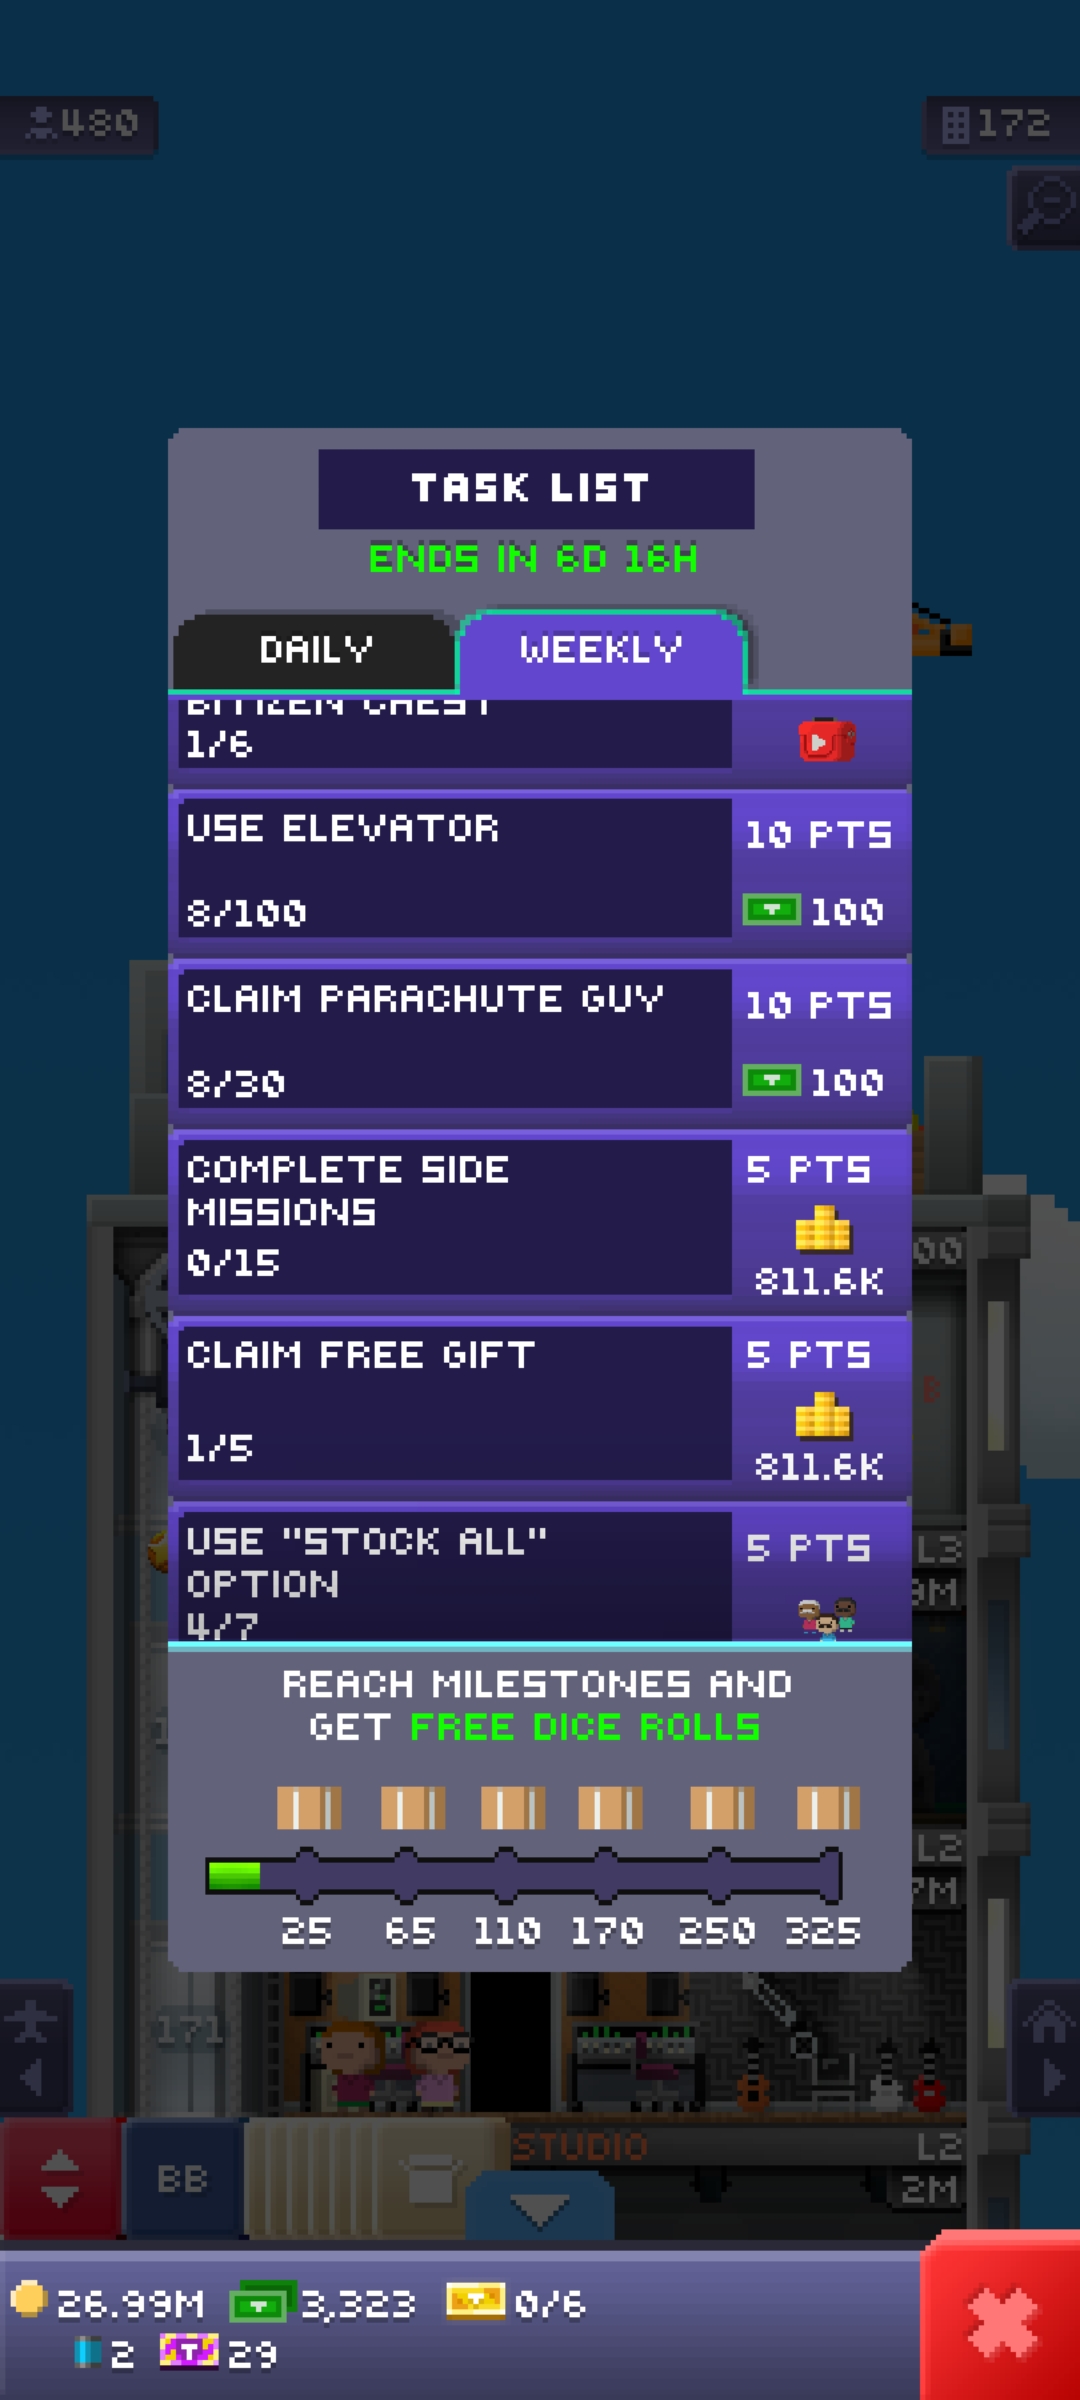 480
172
TASK LIST
ENDS IN 6D 16H
DAILY
WEEKLY
BITIZEN CHEST
1/6
USE ELEVATOR
10 PTS
8/100
100
CLAIM PARACHUTE GUY
10 PTS
8/30
100
COMPLETE SIDE
MISSIONS
5 PTS
0/15
811.6K
CLAIM FREE GIFT
5 PTS
1/5
811.6K
USE "STOCK ALL"
OPTION
5 PTS
4/7
L3
REACH MILESTONES AND
GET FREE DICE ROLLS
L2
25 65 110 170 250 325
171
BB
STUDIO
L2
2M
26.99M 3,323 0/6
2 29